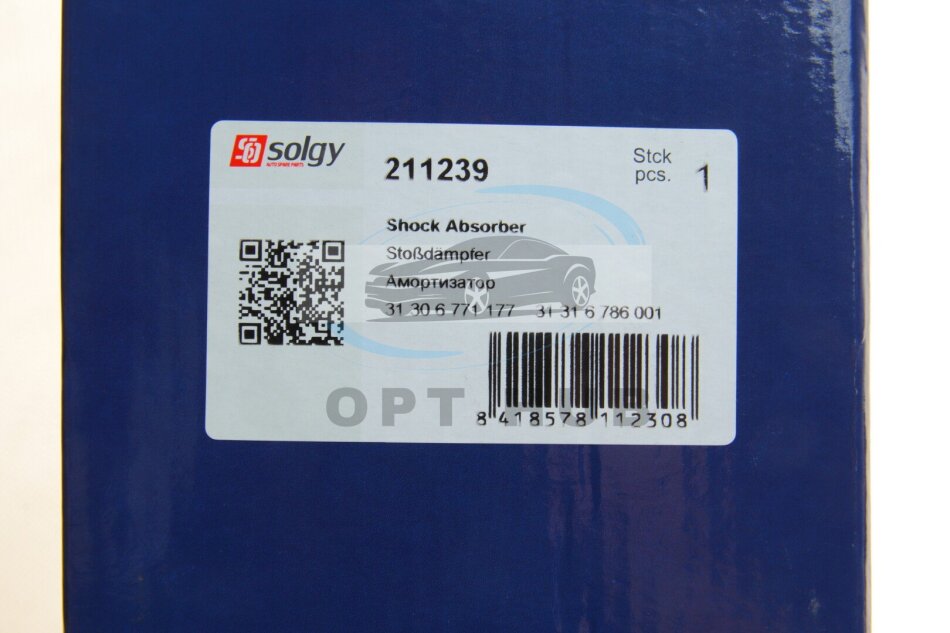 solgy
AUTO SPARE PARTS
211239
Stck
pcs. 1
Shock Absorber
Stoßdämpfer
Амортизатор
31 30 6 771 177 31 31 6 786 001
8 418578 112308
OPT